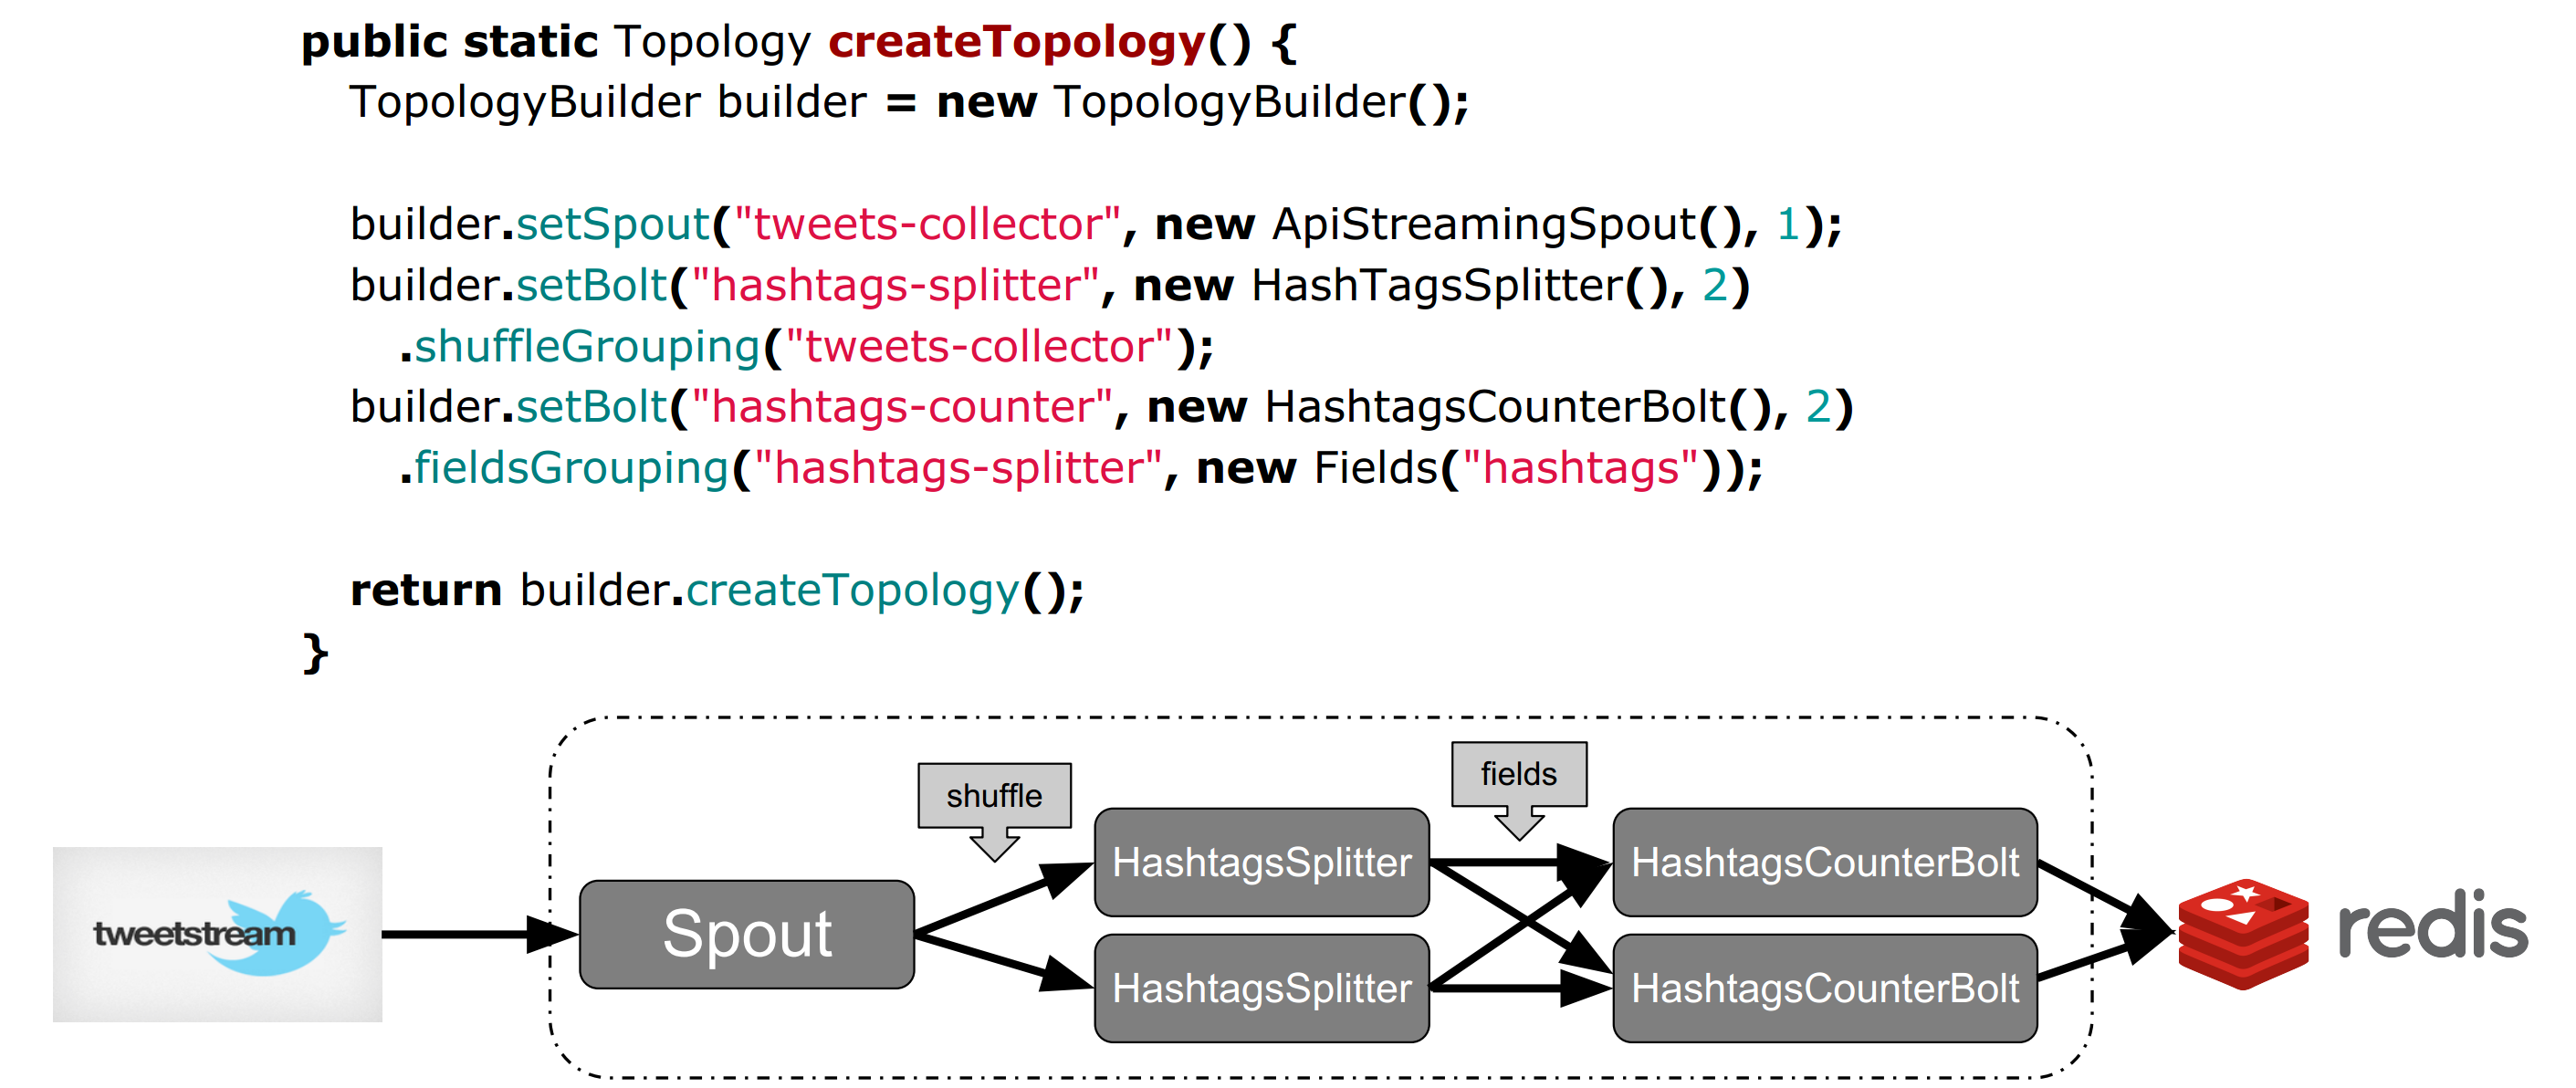 public static Topology createTopology() {
TopologyBuilder builder = new TopologyBuilder();
builder.setSpout("tweets-collector", new ApiStreamingSpout(), 1);
builder.setBolt("hashtags-splitter", new HashTagsSplitter(), 2)
.shuffleGrouping("tweets-collector");
builder.setBolt("hashtags-counter", new HashtagsCounterBolt(), 2)
.fieldsGrouping("hashtags-splitter", new Fields("hashtags"));
return builder.createTopology();
}
tweetstream
Spout
shuffle
HashtagsSplitter
HashtagsSplitter
fields
HashtagsCounterBolt
HashtagsCounterBolt
redis